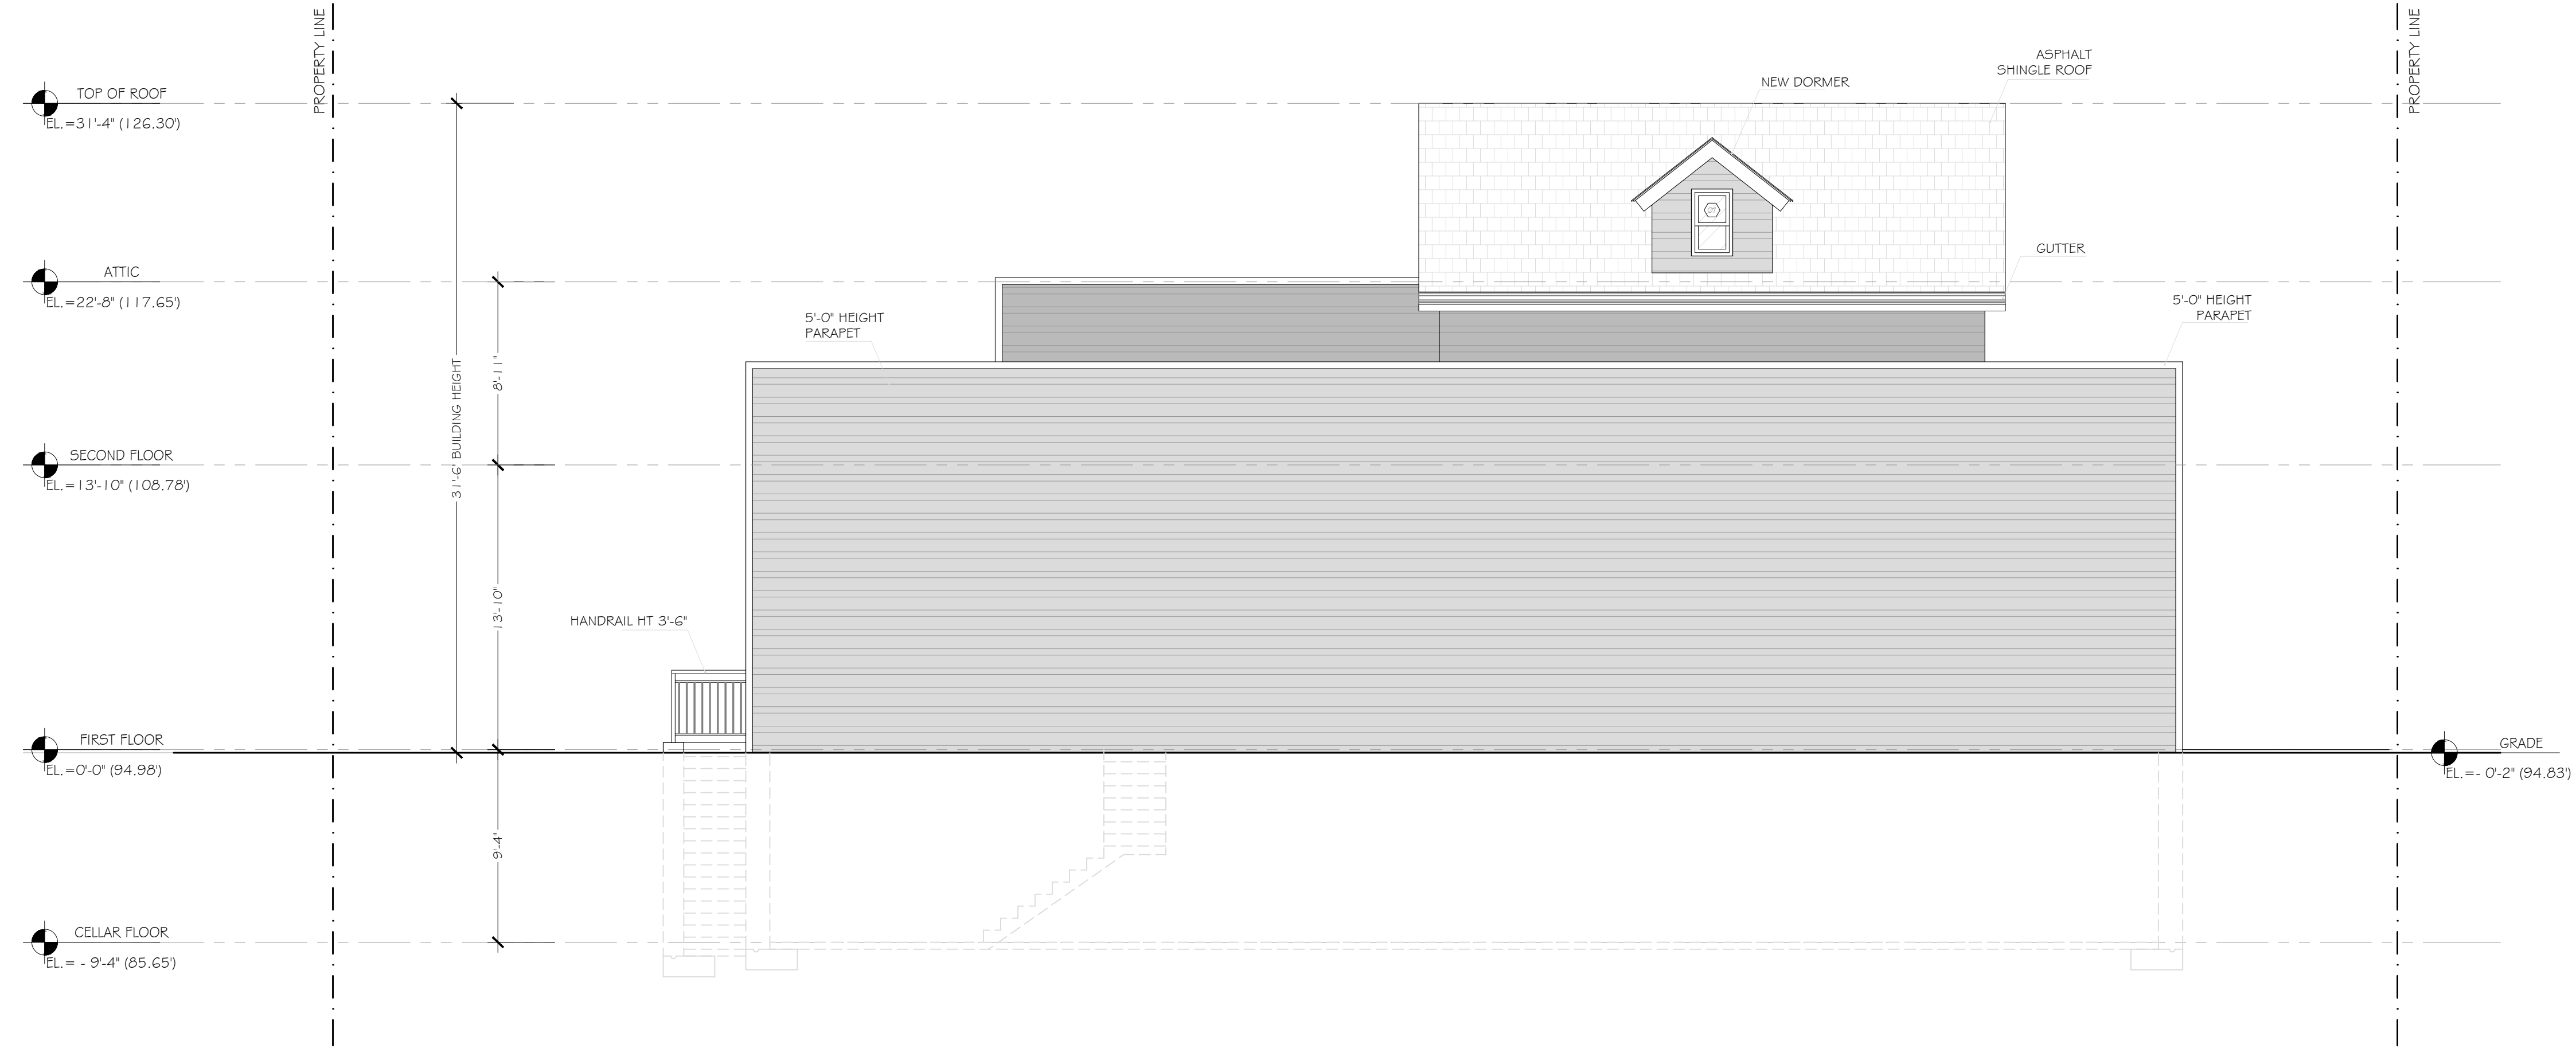 PROPERTY LINE
PROPERTY LINE
ASPHALT
SHINGLE ROOF
NEW DORMER
TOP OF ROOF
EL.=31'-4" (126.30')
GUTTER
ATTIC
EL.=22'-8" (117.65')
5'-0" HEIGHT
PARAPET
5'-0" HEIGHT
PARAPET
8'-11"
31'-6" BUILDING HEIGHT
SECOND FLOOR
EL.=13'-10" (108.78')
13'-10"
HANDRAIL HT 3'-6"
FIRST FLOOR
EL.=0'-0" (94.98')
GRADE
EL.=- 0'-2" (94.83')
9'-4"
CELLAR FLOOR
EL.= - 9'-4" (85.65')